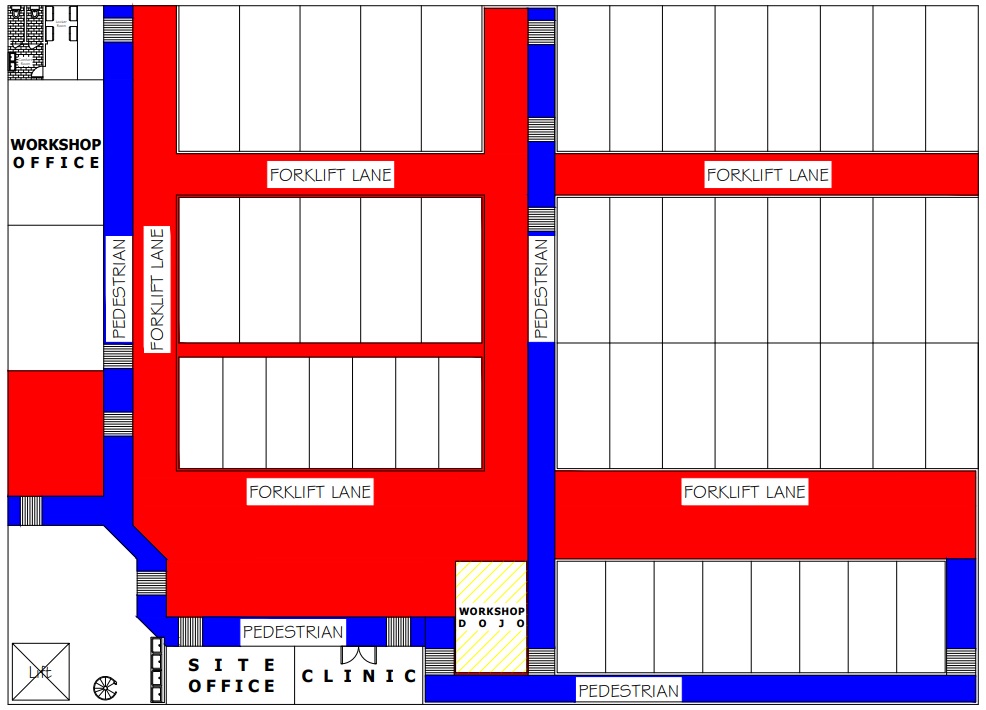 WORKSHOP
OFFICE
FORKLIFT LANE
FORKLIFT LANE
PEDESTRIAN
FORKLIFT LANE
PEDESTRIAN
FORKLIFT LANE
FORKLIFT LANE
WORKSHOP
DOJO
PEDESTRIAN
SITE
OFFICE
CLINIC
Lift
PEDESTRIAN